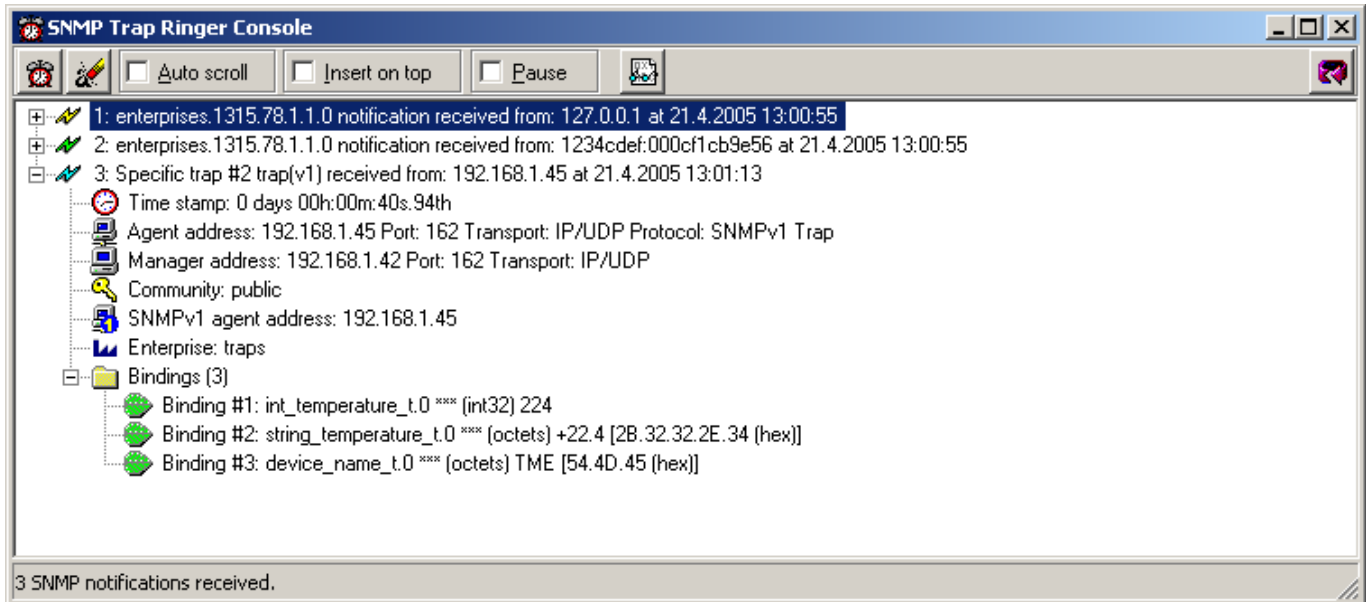 SNMP Trap Ringer Console
Auto scroll Insert on top Pause
1: enterprises.1315.78.1.1.0 notification received from: 127.0.0.1 at 21.4.2005 13:00:55
2: enterprises.1315.78.1.1.0 notification received from: 1234cdef:000cf1cb9e56 at 21.4.2005 13:00:55
3: Specific trap #2 trap(v1) received from: 192.168.1.45 at 21.4.2005 13:01:13
Time stamp: 0 days 00h:00m:40s.94th
Agent address: 192.168.1.45 Port: 162 Transport: IP/UDP Protocol: SNMPv1 Trap
Manager address: 192.168.1.42 Port: 162 Transport: IP/UDP
Community: public
SNMPv1 agent address: 192.168.1.45
Enterprise: traps
Bindings (3)
Binding #1: int_temperature_t.0 *** (int32) 224
Binding #2: string_temperature_t.0 *** (octets) +22.4 [2B.32.32.2E.34 (hex)]
Binding #3: device_name_t.0 *** (octets) TME [54.4D.45 (hex)]
3 SNMP notifications received.